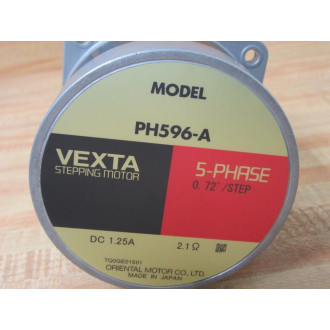 MODEL
PH596-A
VEXTA
STEPPING MOTOR
5-PHASE
0.72°/STEP
DC 1.25A
2.1Ω
ORIENTAL MOTOR CO., LTD.
MADE IN JAPAN